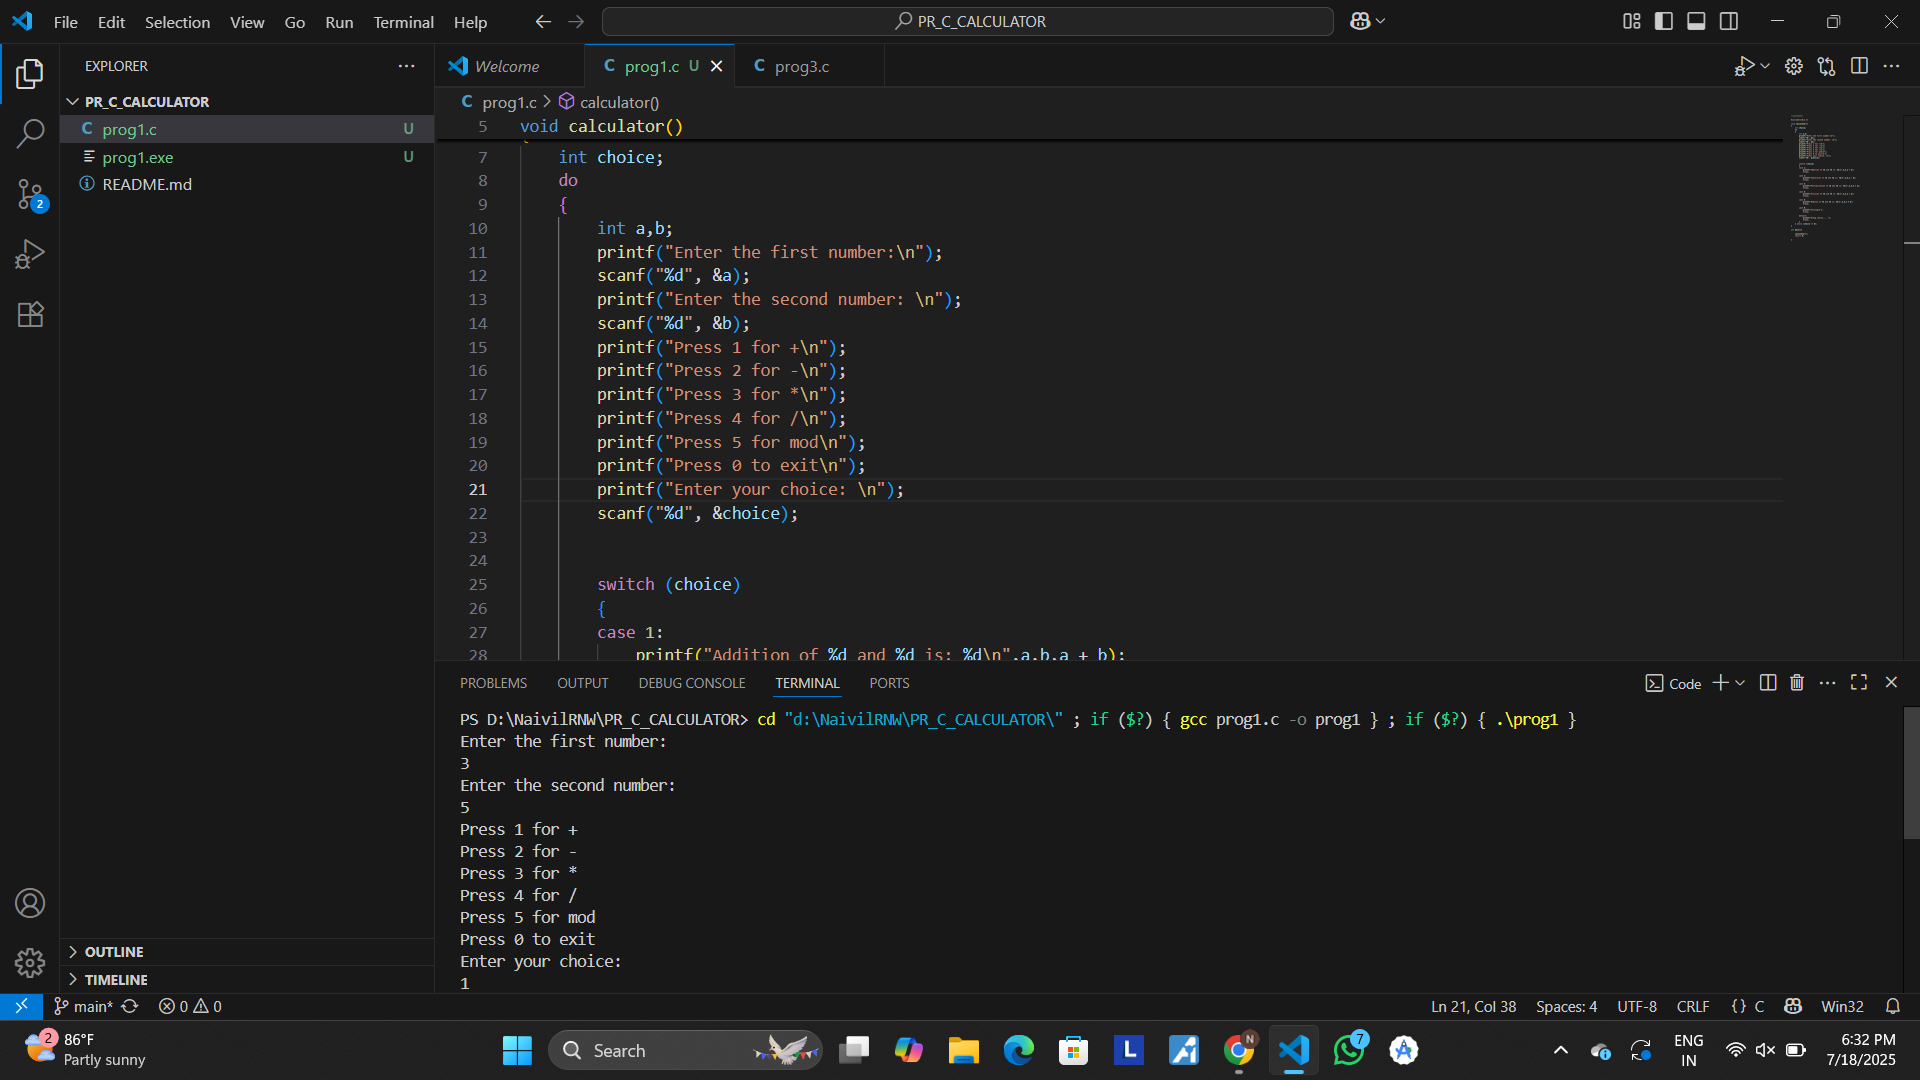 File Edit Selection View Go Run Terminal Help
PR_C_CALCULATOR
EXPLORER
PR_C_CALCULATOR
C prog1.c U
prog1.exe U
README.md
OUTLINE
TIMELINE
Welcome
C prog1.c U
C prog3.c
C prog1.c > calculator()
5 void calculator()
7 int choice;
8 do
9 {
10 int a,b;
11 printf("Enter the first number:\n");
12 scanf("%d", &a);
13 printf("Enter the second number: \n");
14 scanf("%d", &b);
15 printf("Press 1 for +\n");
16 printf("Press 2 for -\n");
17 printf("Press 3 for *\n");
18 printf("Press 4 for /\n");
19 printf("Press 5 for mod\n");
20 printf("Press 0 to exit\n");
21 printf("Enter your choice: \n");
22 scanf("%d", &choice);
23
24
25 switch (choice)
26 {
27 case 1:
28 printf("Addition of %d and %d is: %d\n",a,b,a + b);
PROBLEMS OUTPUT DEBUG CONSOLE TERMINAL PORTS
Code
PS D:\NaivilRNW\PR_C_CALCULATOR> cd "d:\NaivilRNW\PR_C_CALCULATOR\" ; if ($?) { gcc prog1.c -o prog1 } ; if ($?) { .\prog1 }
Enter the first number:
3
Enter the second number:
5
Press 1 for +
Press 2 for -
Press 3 for *
Press 4 for /
Press 5 for mod
Press 0 to exit
Enter your choice:
1
2
main* 0 0
Ln 21, Col 38 Spaces: 4 UTF-8 CRLF {} C Win32
2
86°F
Partly sunny
Search
L
N
7
ENG
IN
6:32 PM
7/18/2025